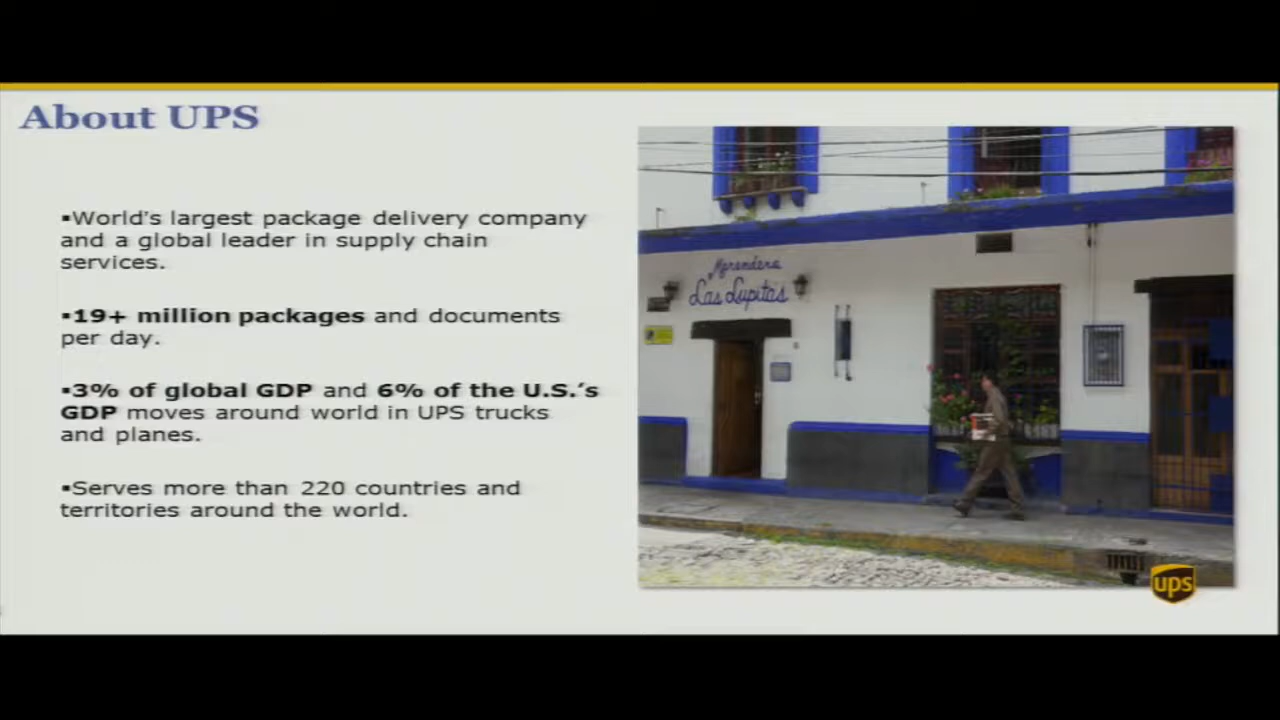 About UPS
▪World's largest package delivery company
and a global leader in supply chain
services.
▪19+ million packages and documents
per day.
▪3% of global GDP and 6% of the U.S.'s
GDP moves around world in UPS trucks
and planes.
▪Serves more than 220 countries and
territories around the world.
Las Lupitas
ups